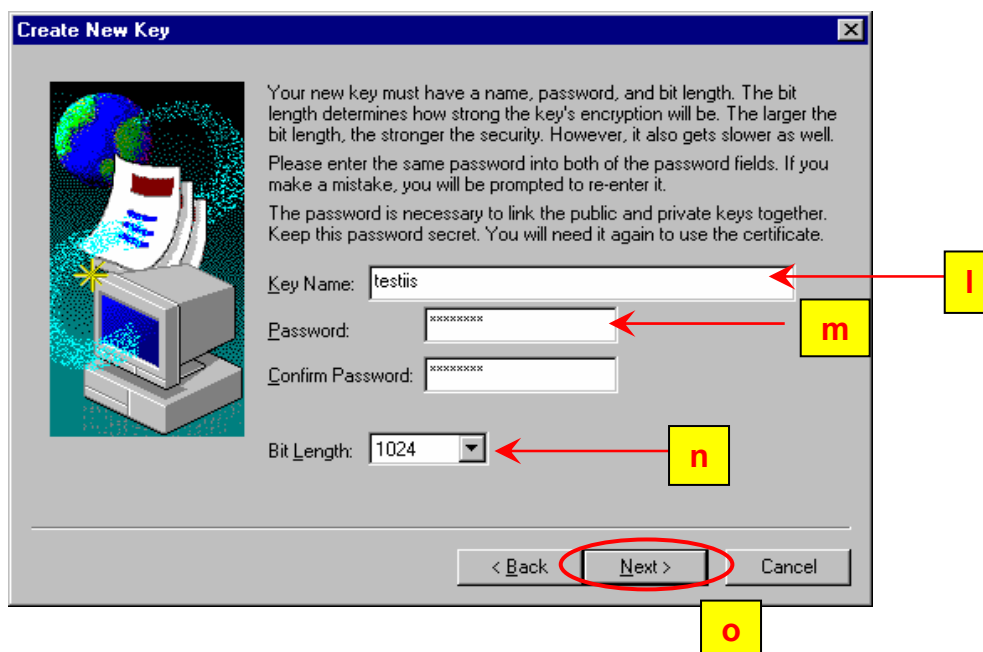 Create New Key
Your new key must have a name, password, and bit length. The bit
length determines how strong the key's encryption will be. The larger the
bit length, the stronger the security. However, it also gets slower as well.
Please enter the same password into both of the password fields. If you
make a mistake, you will be prompted to re-enter it.
The password is necessary to link the public and private keys together.
Keep this password secret. You will need it again to use the certificate.
Key Name: testiis
l
Password: ********
m
Confirm Password: ********
Bit Length: 1024
n
< Back Next > Cancel
o